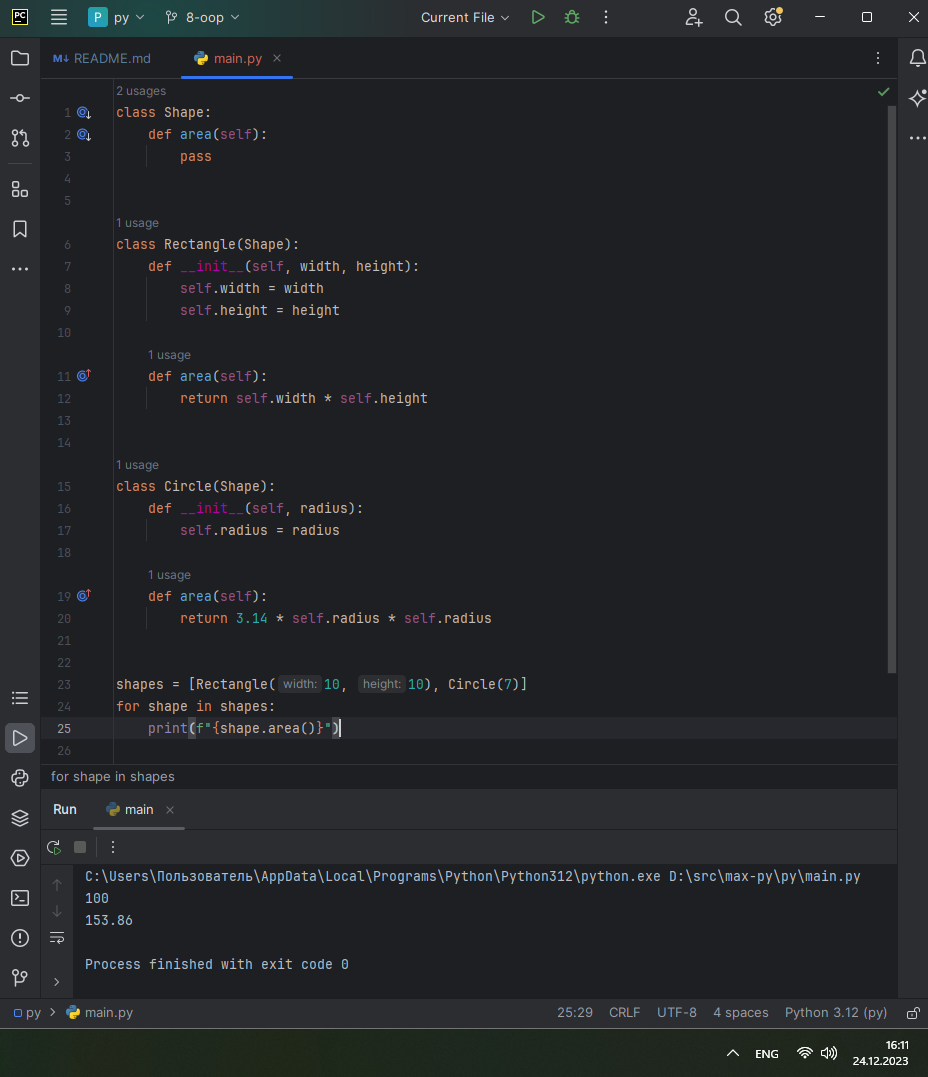 PC P py 8-oop Current File
M↓ README.md main.py
2 usages
1 class Shape:
2 def area(self):
3 pass
4
5
1 usage
6 class Rectangle(Shape):
7 def __init__(self, width, height):
8 self.width = width
9 self.height = height
10
1 usage
11 def area(self):
12 return self.width * self.height
13
14
1 usage
15 class Circle(Shape):
16 def __init__(self, radius):
17 self.radius = radius
18
1 usage
19 def area(self):
20 return 3.14 * self.radius * self.radius
21
22
23 shapes = [Rectangle( width: 10, height: 10), Circle(7)]
24 for shape in shapes:
25 print(f"{shape.area()}")
26
for shape in shapes
Run main
C:\Users\Пользователь\AppData\Local\Programs\Python\Python312\python.exe D:\src\max-py\py\main.py
100
153.86
Process finished with exit code 0
py > main.py 25:29 CRLF UTF-8 4 spaces Python 3.12 (py)
ENG 16:11
24.12.2023